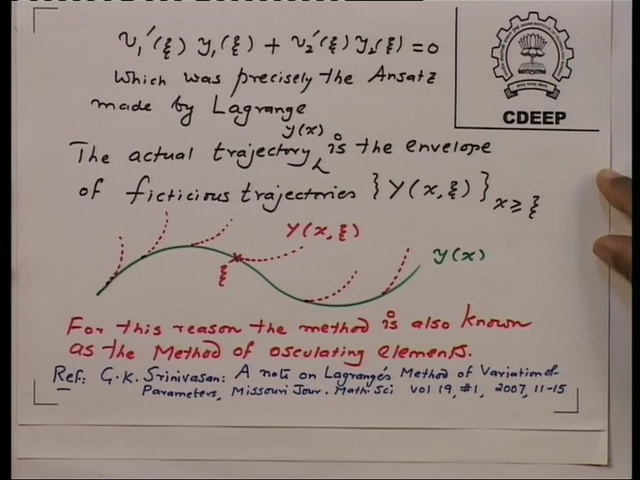 v₁′(ξ) y₁(ξ) + v₂′(ξ) y₂(ξ) = 0
which was precisely the Ansatz
made by Lagrange
CDEEP
y(x)
The actual trajectory is the envelope
of ficticious trajectories {Y(x,ξ)} x ≥ ξ
Y(x,ξ)
ξ
y(x)
For this reason the method is also known
as the Method of osculating elements.
Ref: G.K. Srinivasan: A note on Lagrange's Method of Variation of
Parameters, Missouri Jour. Math. Sci vol 19, #1, 2007, 11-15